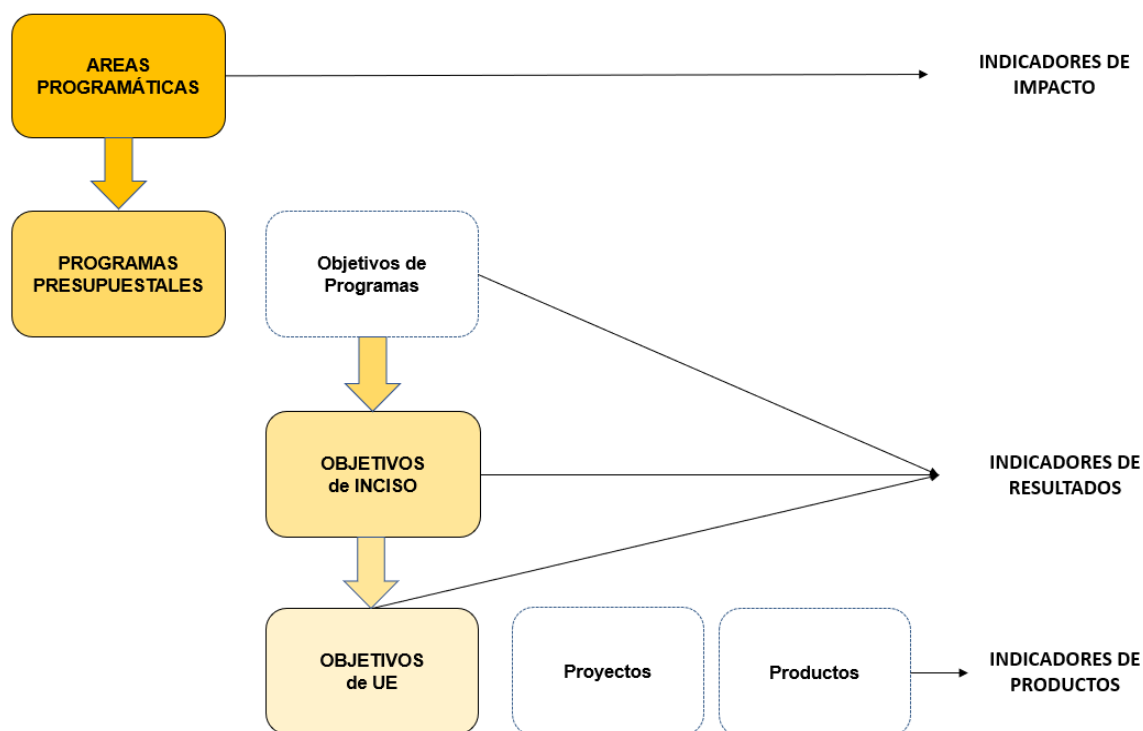 AREAS
PROGRAMÁTICAS
INDICADORES DE
IMPACTO
PROGRAMAS
PRESUPUESTALES
Objetivos de
Programas
OBJETIVOS
de INCISO
INDICADORES DE
RESULTADOS
OBJETIVOS
de UE
Proyectos
Productos
INDICADORES DE
PRODUCTOS